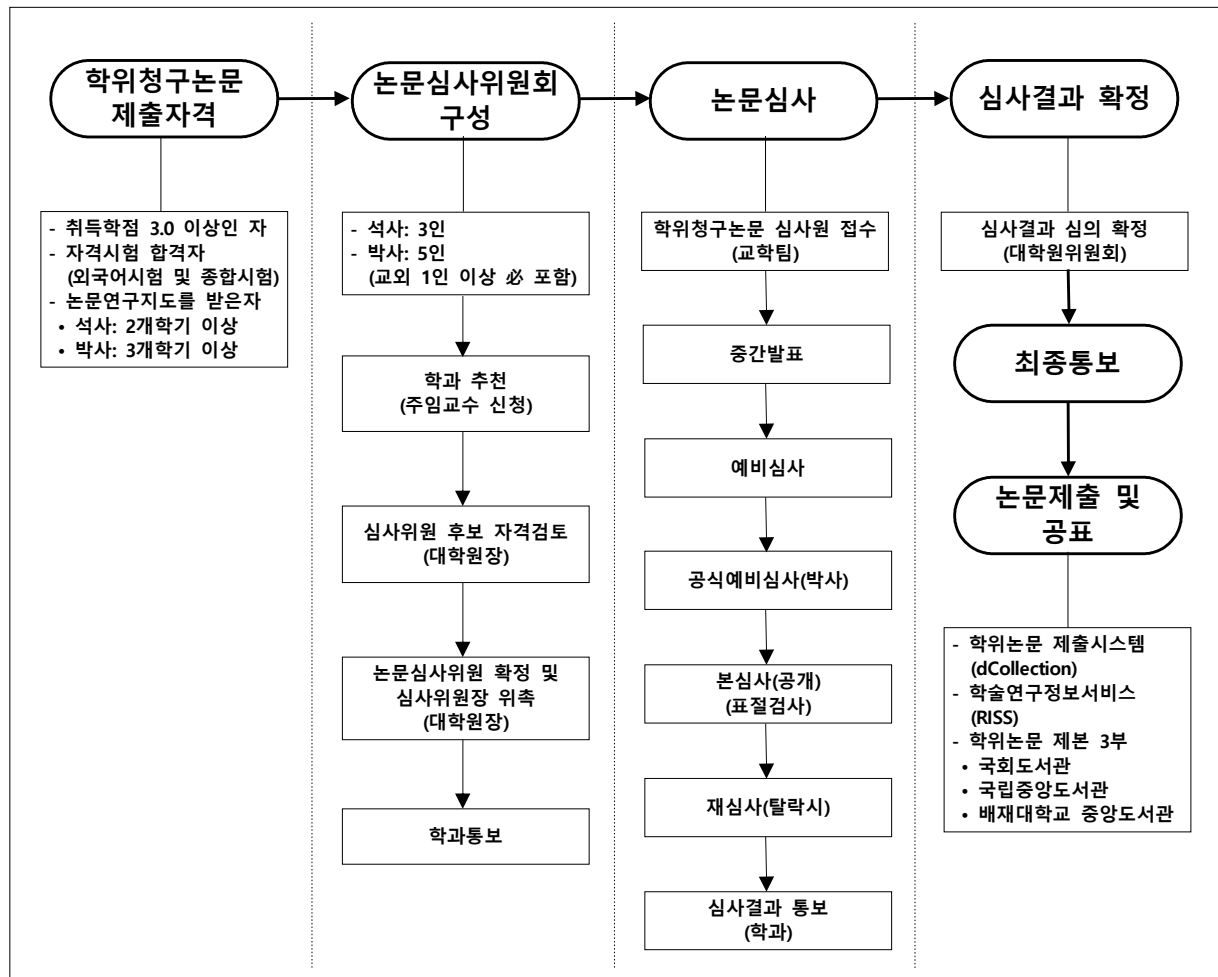 학위청구논문
제출자격
- 취득학점 3.0 이상인 자
- 자격시험 합격자
(외국어시험 및 종합시험)
- 논문연구지도를 받은자
• 석사: 2개학기 이상
• 박사: 3개학기 이상
논문심사위원회
구성
- 석사: 3인
- 박사: 5인
(교외 1인 이상 必 포함)
학과 추천
(주임교수 신청)
심사위원 후보 자격검토
(대학원장)
논문심사위원 확정 및
심사위원장 위촉
(대학원장)
학과통보
논문심사
학위청구논문 심사원 접수
(교학팀)
중간발표
예비심사
공식예비심사(박사)
본심사(공개)
(표절검사)
재심사(탈락시)
심사결과 통보
(학과)
심사결과 확정
심사결과 심의 확정
(대학원위원회)
최종통보
논문제출 및
공표
- 학위논문 제출시스템
(dCollection)
- 학술연구정보서비스
(RISS)
- 학위논문 제본 3부
• 국회도서관
• 국립중앙도서관
• 배재대학교 중앙도서관